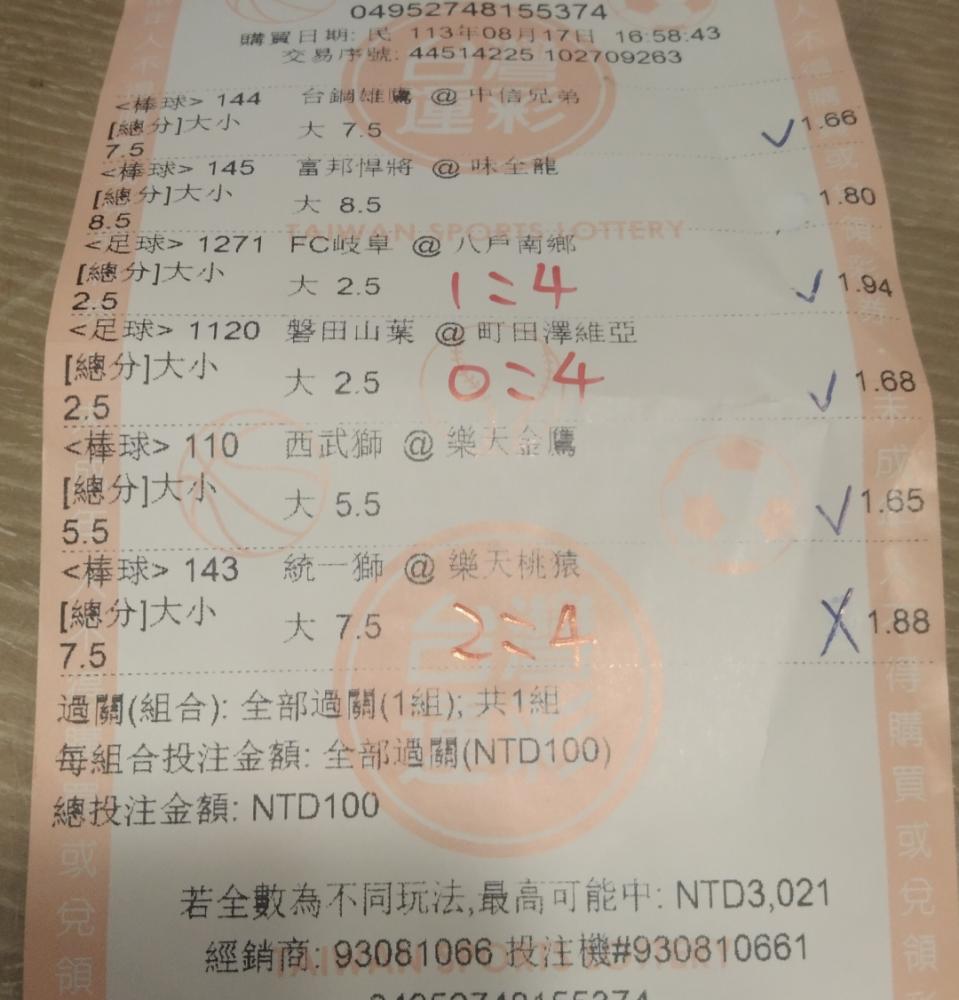 04952748155374
購買日期: 民 113年08月17日 16:58:43
交易序號: 44514225 102709263
<棒球> 144 台鋼雄鷹 @ 中信兄弟
[總分]大小 大 7.5 ✓1.66
7.5
<棒球> 145 富邦悍將 @ 味全龍
[總分]大小 大 8.5 1.80
8.5
TAIWAN SPORTS LOTTERY
<足球> 1271 FC岐阜 @ 八戶南鄉
[總分]大小 大 2.5 1:4 ✓1.94
2.5
<足球> 1120 磐田山葉 @ 町田澤維亞
[總分]大小 大 2.5 0:4 ✓1.68
2.5
<棒球> 110 西武獅 @ 樂天金鷹
[總分]大小 大 5.5 ✓1.65
5.5
<棒球> 143 統一獅 @ 樂天桃猿
[總分]大小 大 7.5 2:4 X1.88
7.5
台灣運彩
過關(組合): 全部過關(1組); 共1組
每組合投注金額: 全部過關(NTD100)
總投注金額: NTD100
若全數為不同玩法,最高可能中: NTD3,021
經銷商: 93081066 投注機#930810661
TAIWAN SPORTS LOTTERY